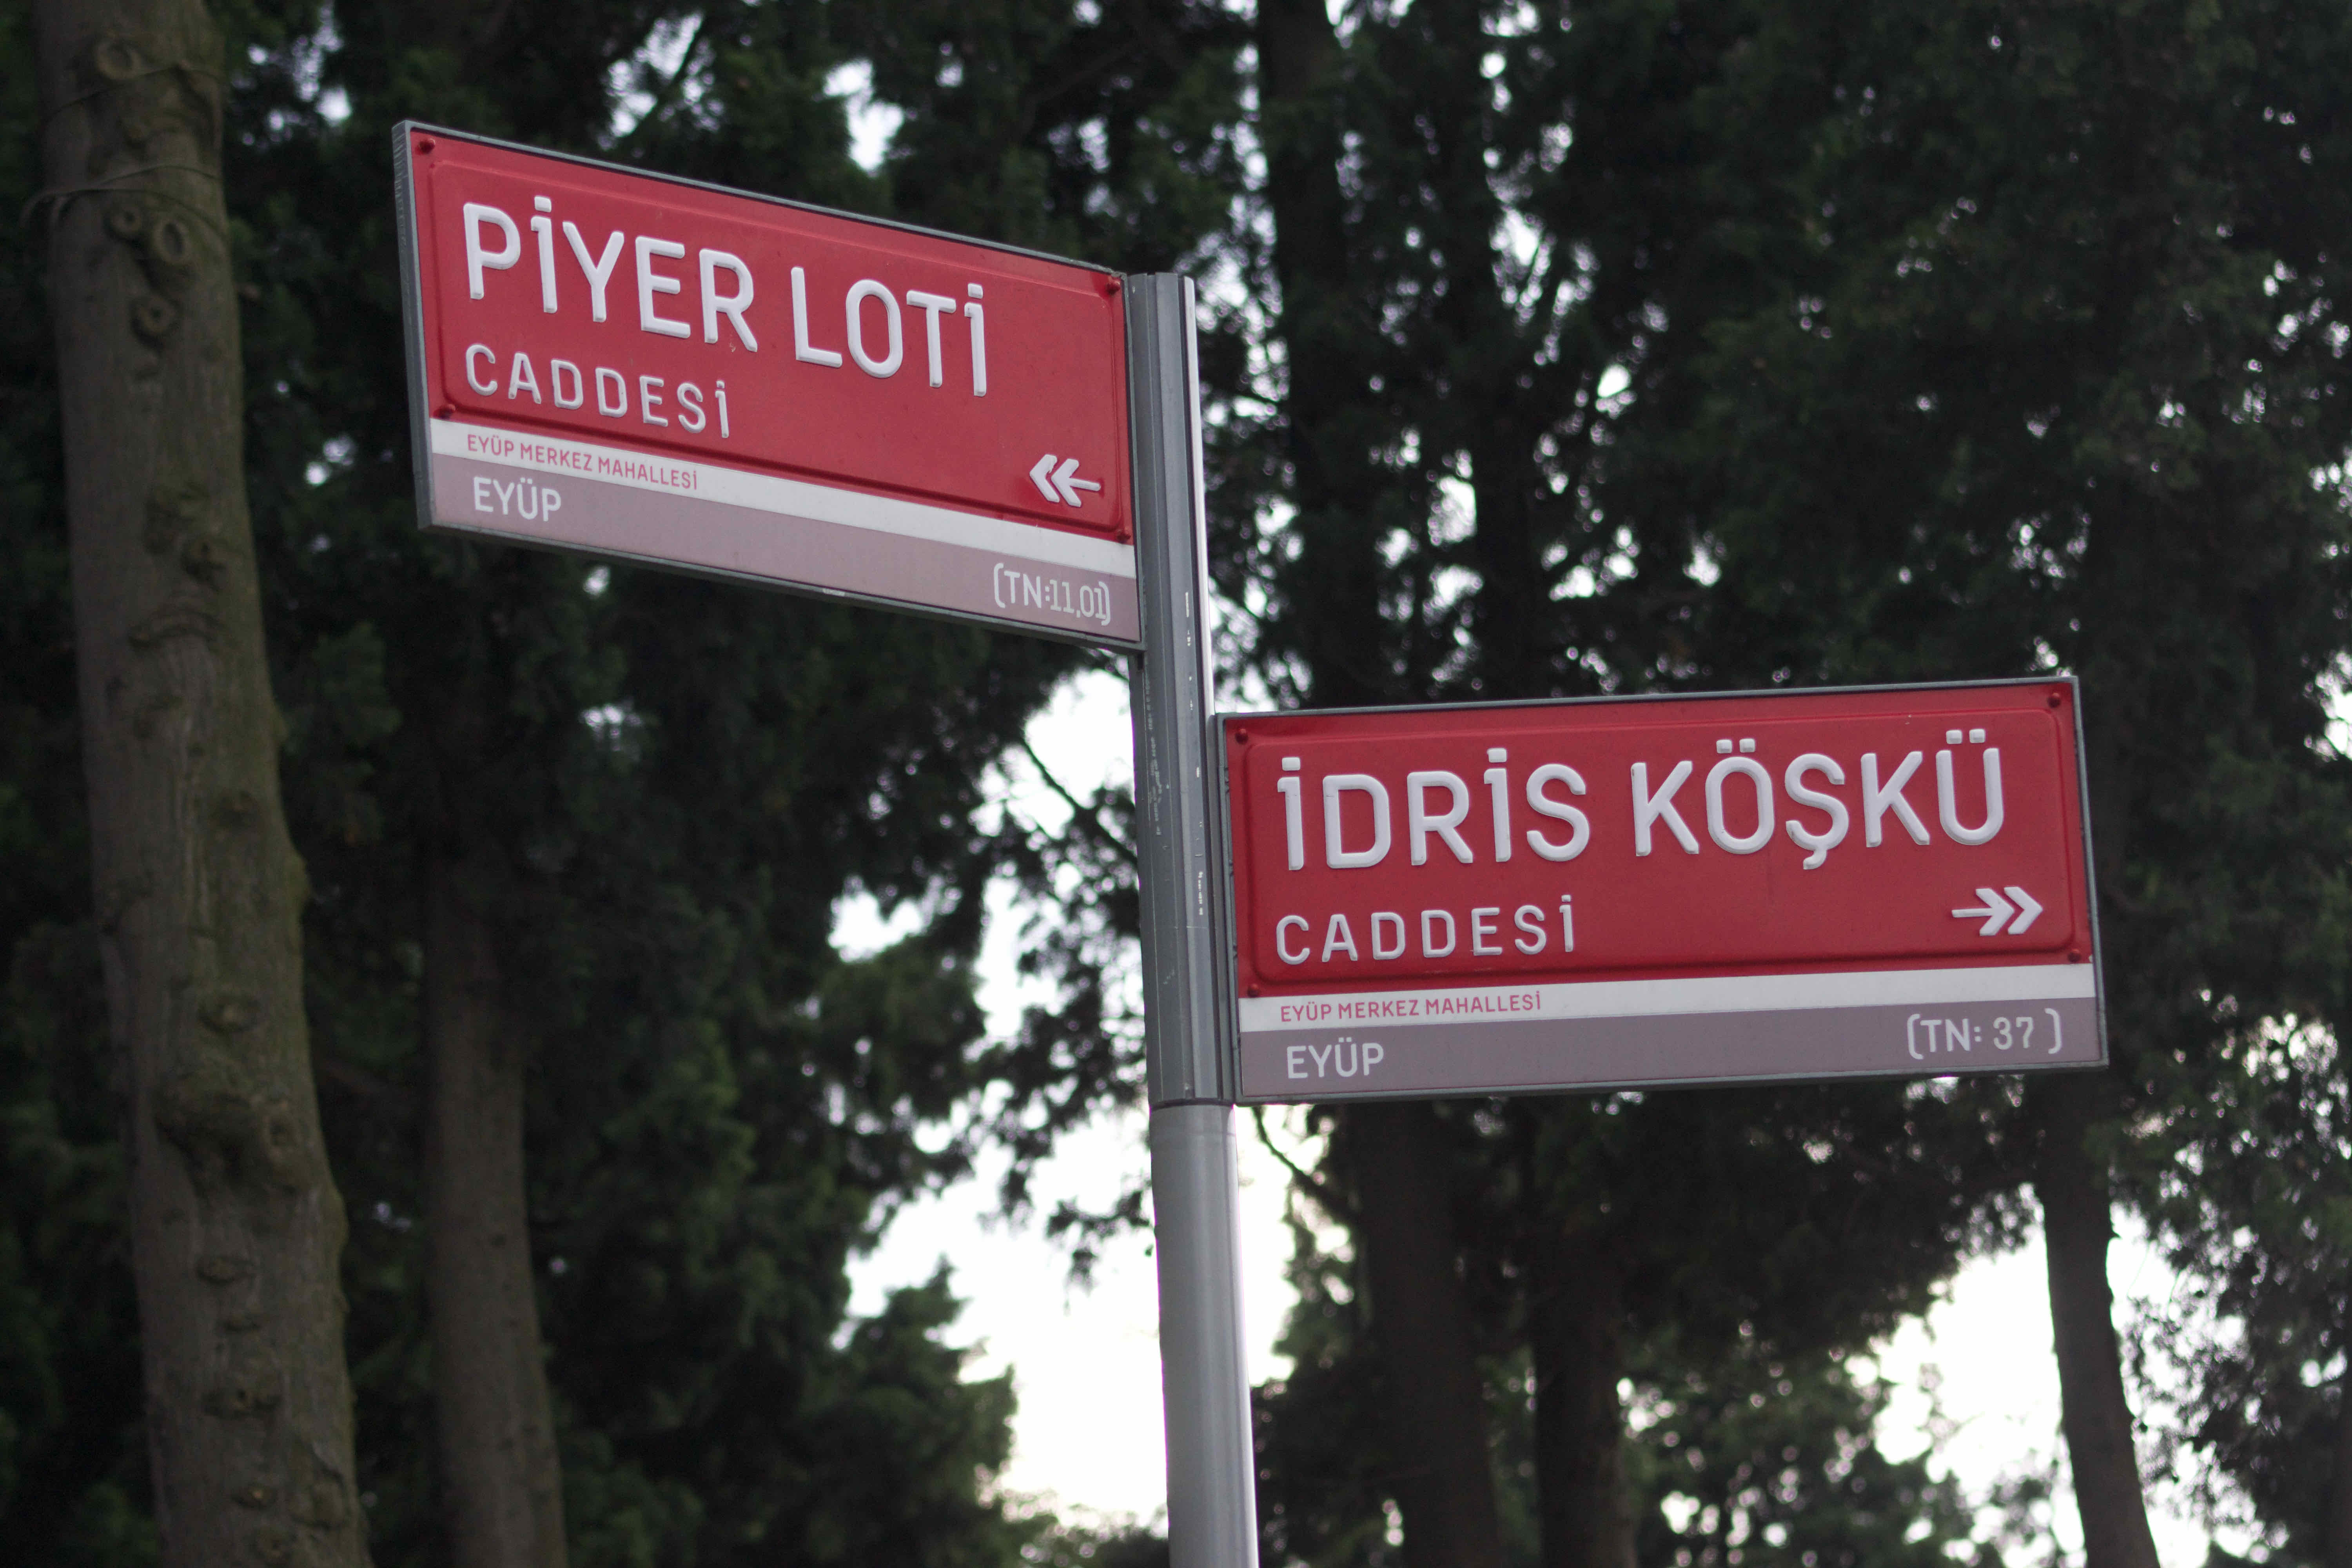 PİYER LOTİ
CADDESİ
EYÜP MERKEZ MAHALLESİ
EYÜP
(TN:11,01)
İDRİS KÖŞKÜ
CADDESİ
EYÜP MERKEZ MAHALLESİ
EYÜP
(TN: 37 )